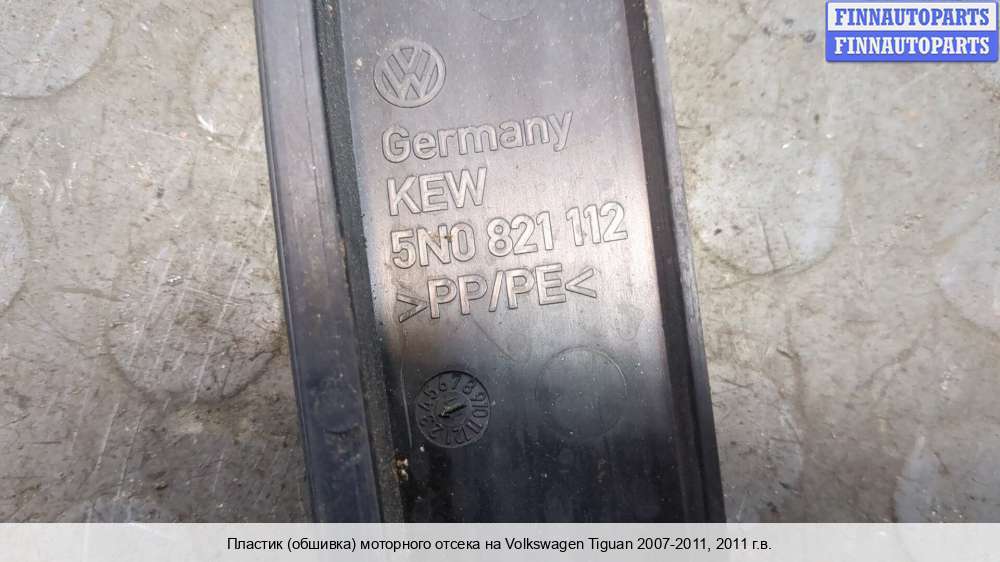 FINNAUTOPARTS
FINNAUTOPARTS
Germany
KEW
5N0 821 112
>PP/PE<
Пластик (обшивка) моторного отсека на Volkswagen Tiguan 2007-2011, 2011 г.в.